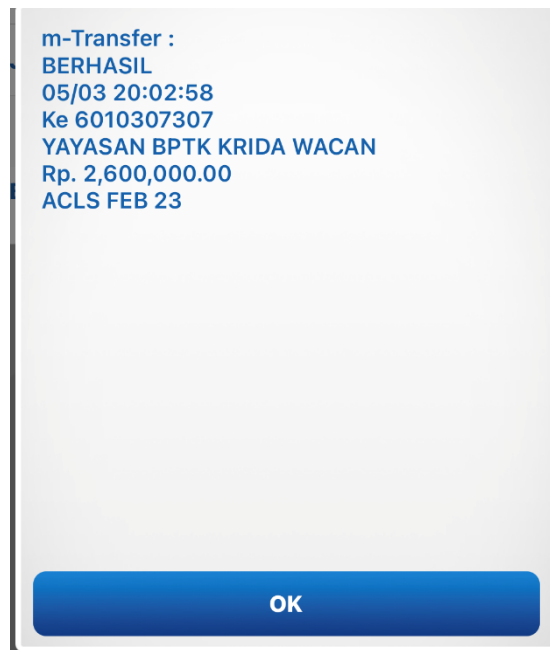 m-Transfer :
BERHASIL
05/03 20:02:58
Ke 6010307307
YAYASAN BPTK KRIDA WACAN
Rp. 2,600,000.00
ACLS FEB 23
OK